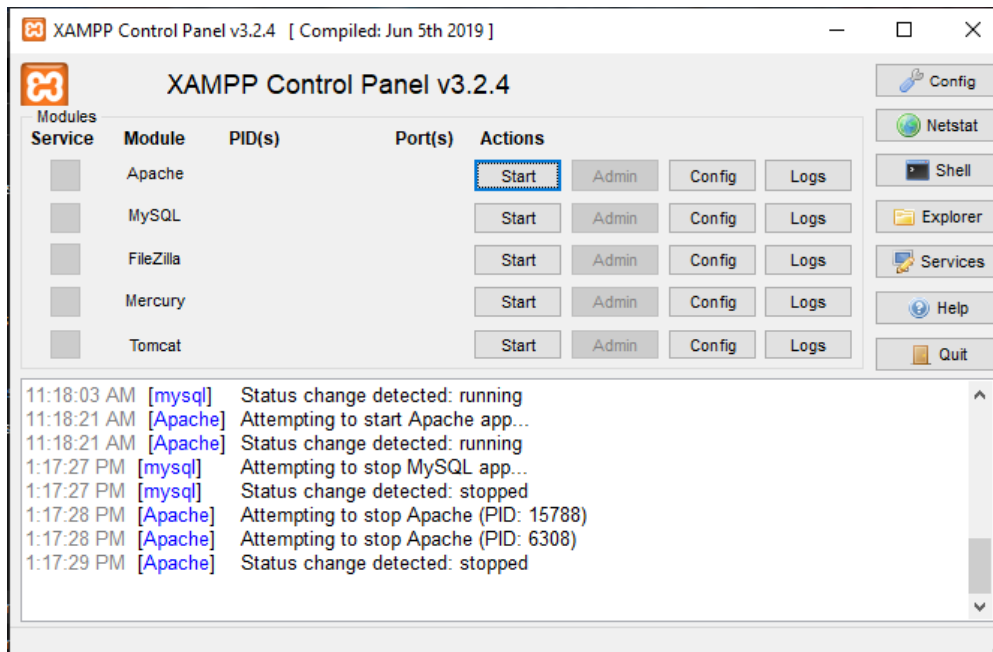 XAMPP Control Panel v3.2.4 [ Compiled: Jun 5th 2019 ]
XAMPP Control Panel v3.2.4
Config
Modules
Service Module PID(s) Port(s) Actions
Netstat
Apache Start Admin Config Logs
Shell
MySQL Start Admin Config Logs
Explorer
FileZilla Start Admin Config Logs
Services
Mercury Start Admin Config Logs
Help
Tomcat Start Admin Config Logs
Quit
11:18:03 AM [mysql] Status change detected: running
11:18:21 AM [Apache] Attempting to start Apache app...
11:18:21 AM [Apache] Status change detected: running
1:17:27 PM [mysql] Attempting to stop MySQL app...
1:17:27 PM [mysql] Status change detected: stopped
1:17:28 PM [Apache] Attempting to stop Apache (PID: 15788)
1:17:28 PM [Apache] Attempting to stop Apache (PID: 6308)
1:17:29 PM [Apache] Status change detected: stopped